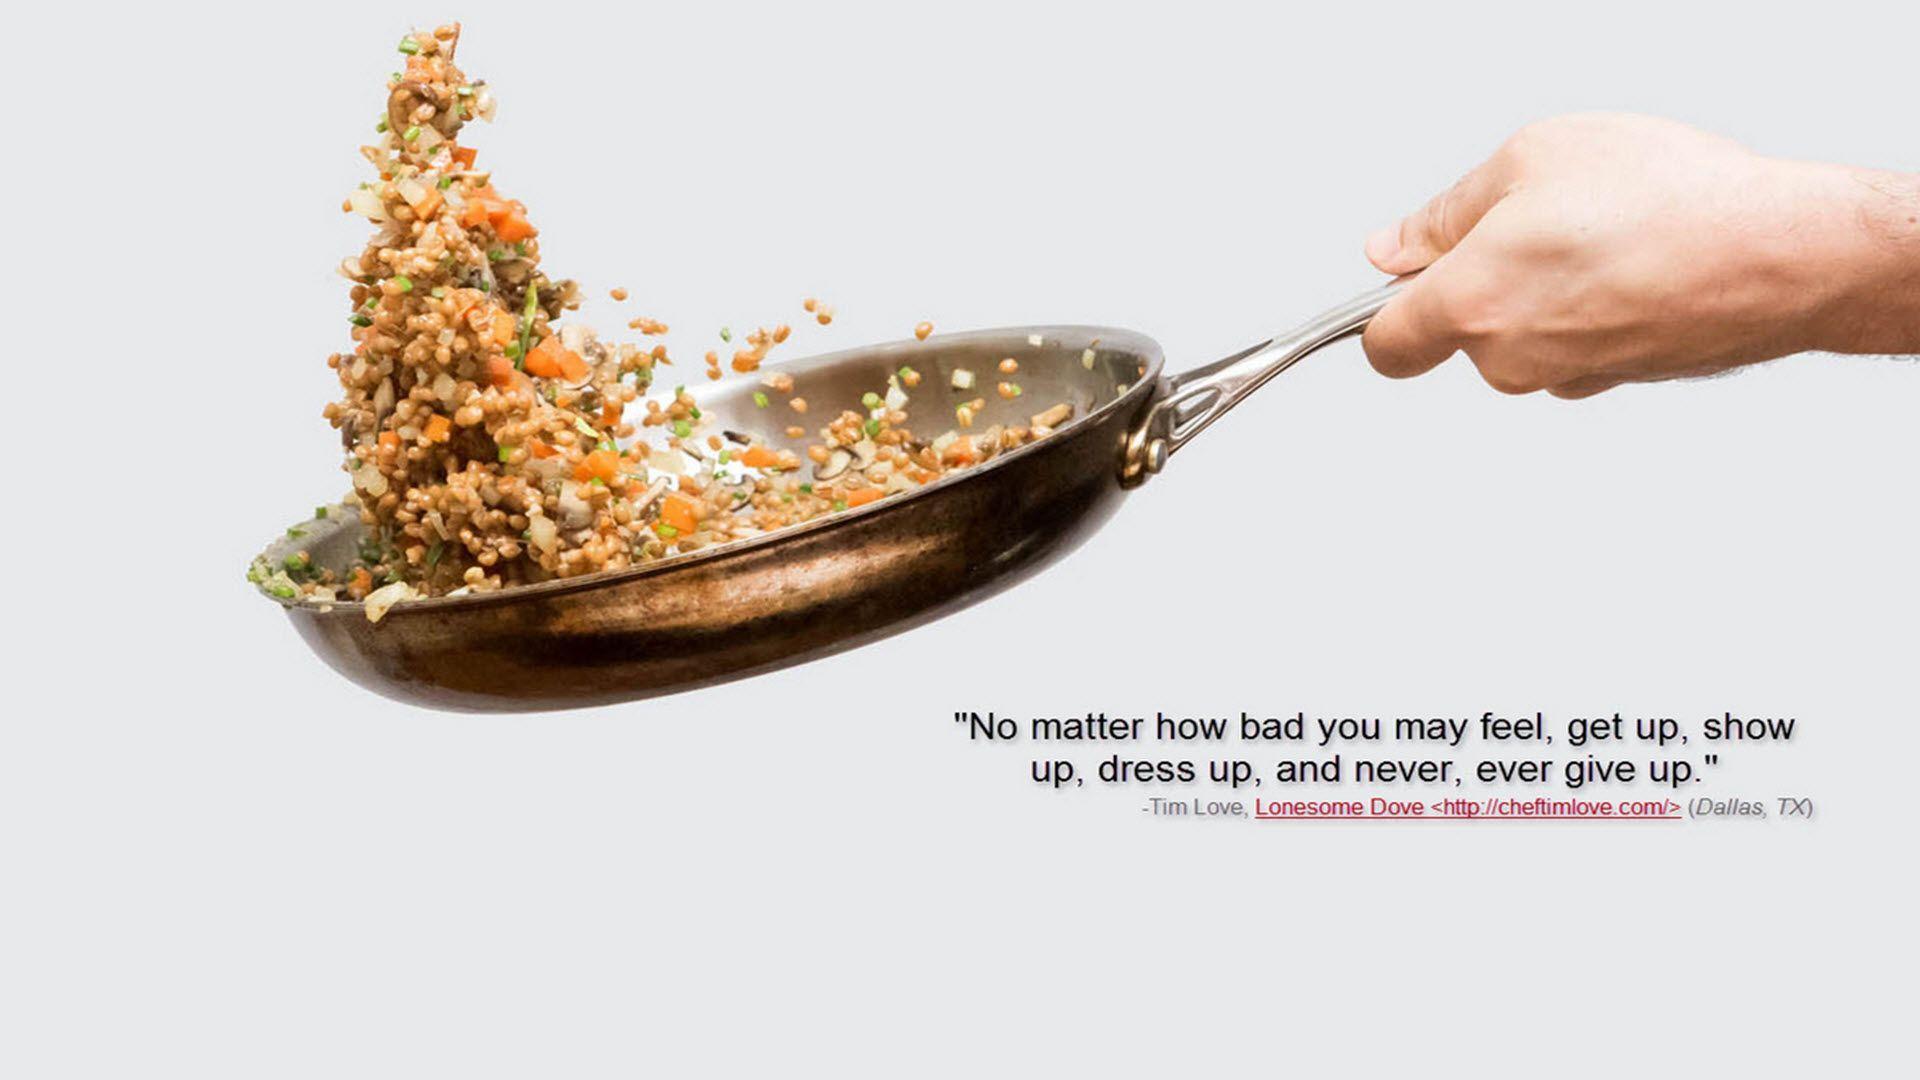 "No matter how bad you may feel, get up, show
up, dress up, and never, ever give up."
-Tim Love, Lonesome Dove <http://cheftimlove.com/> (Dallas, TX)